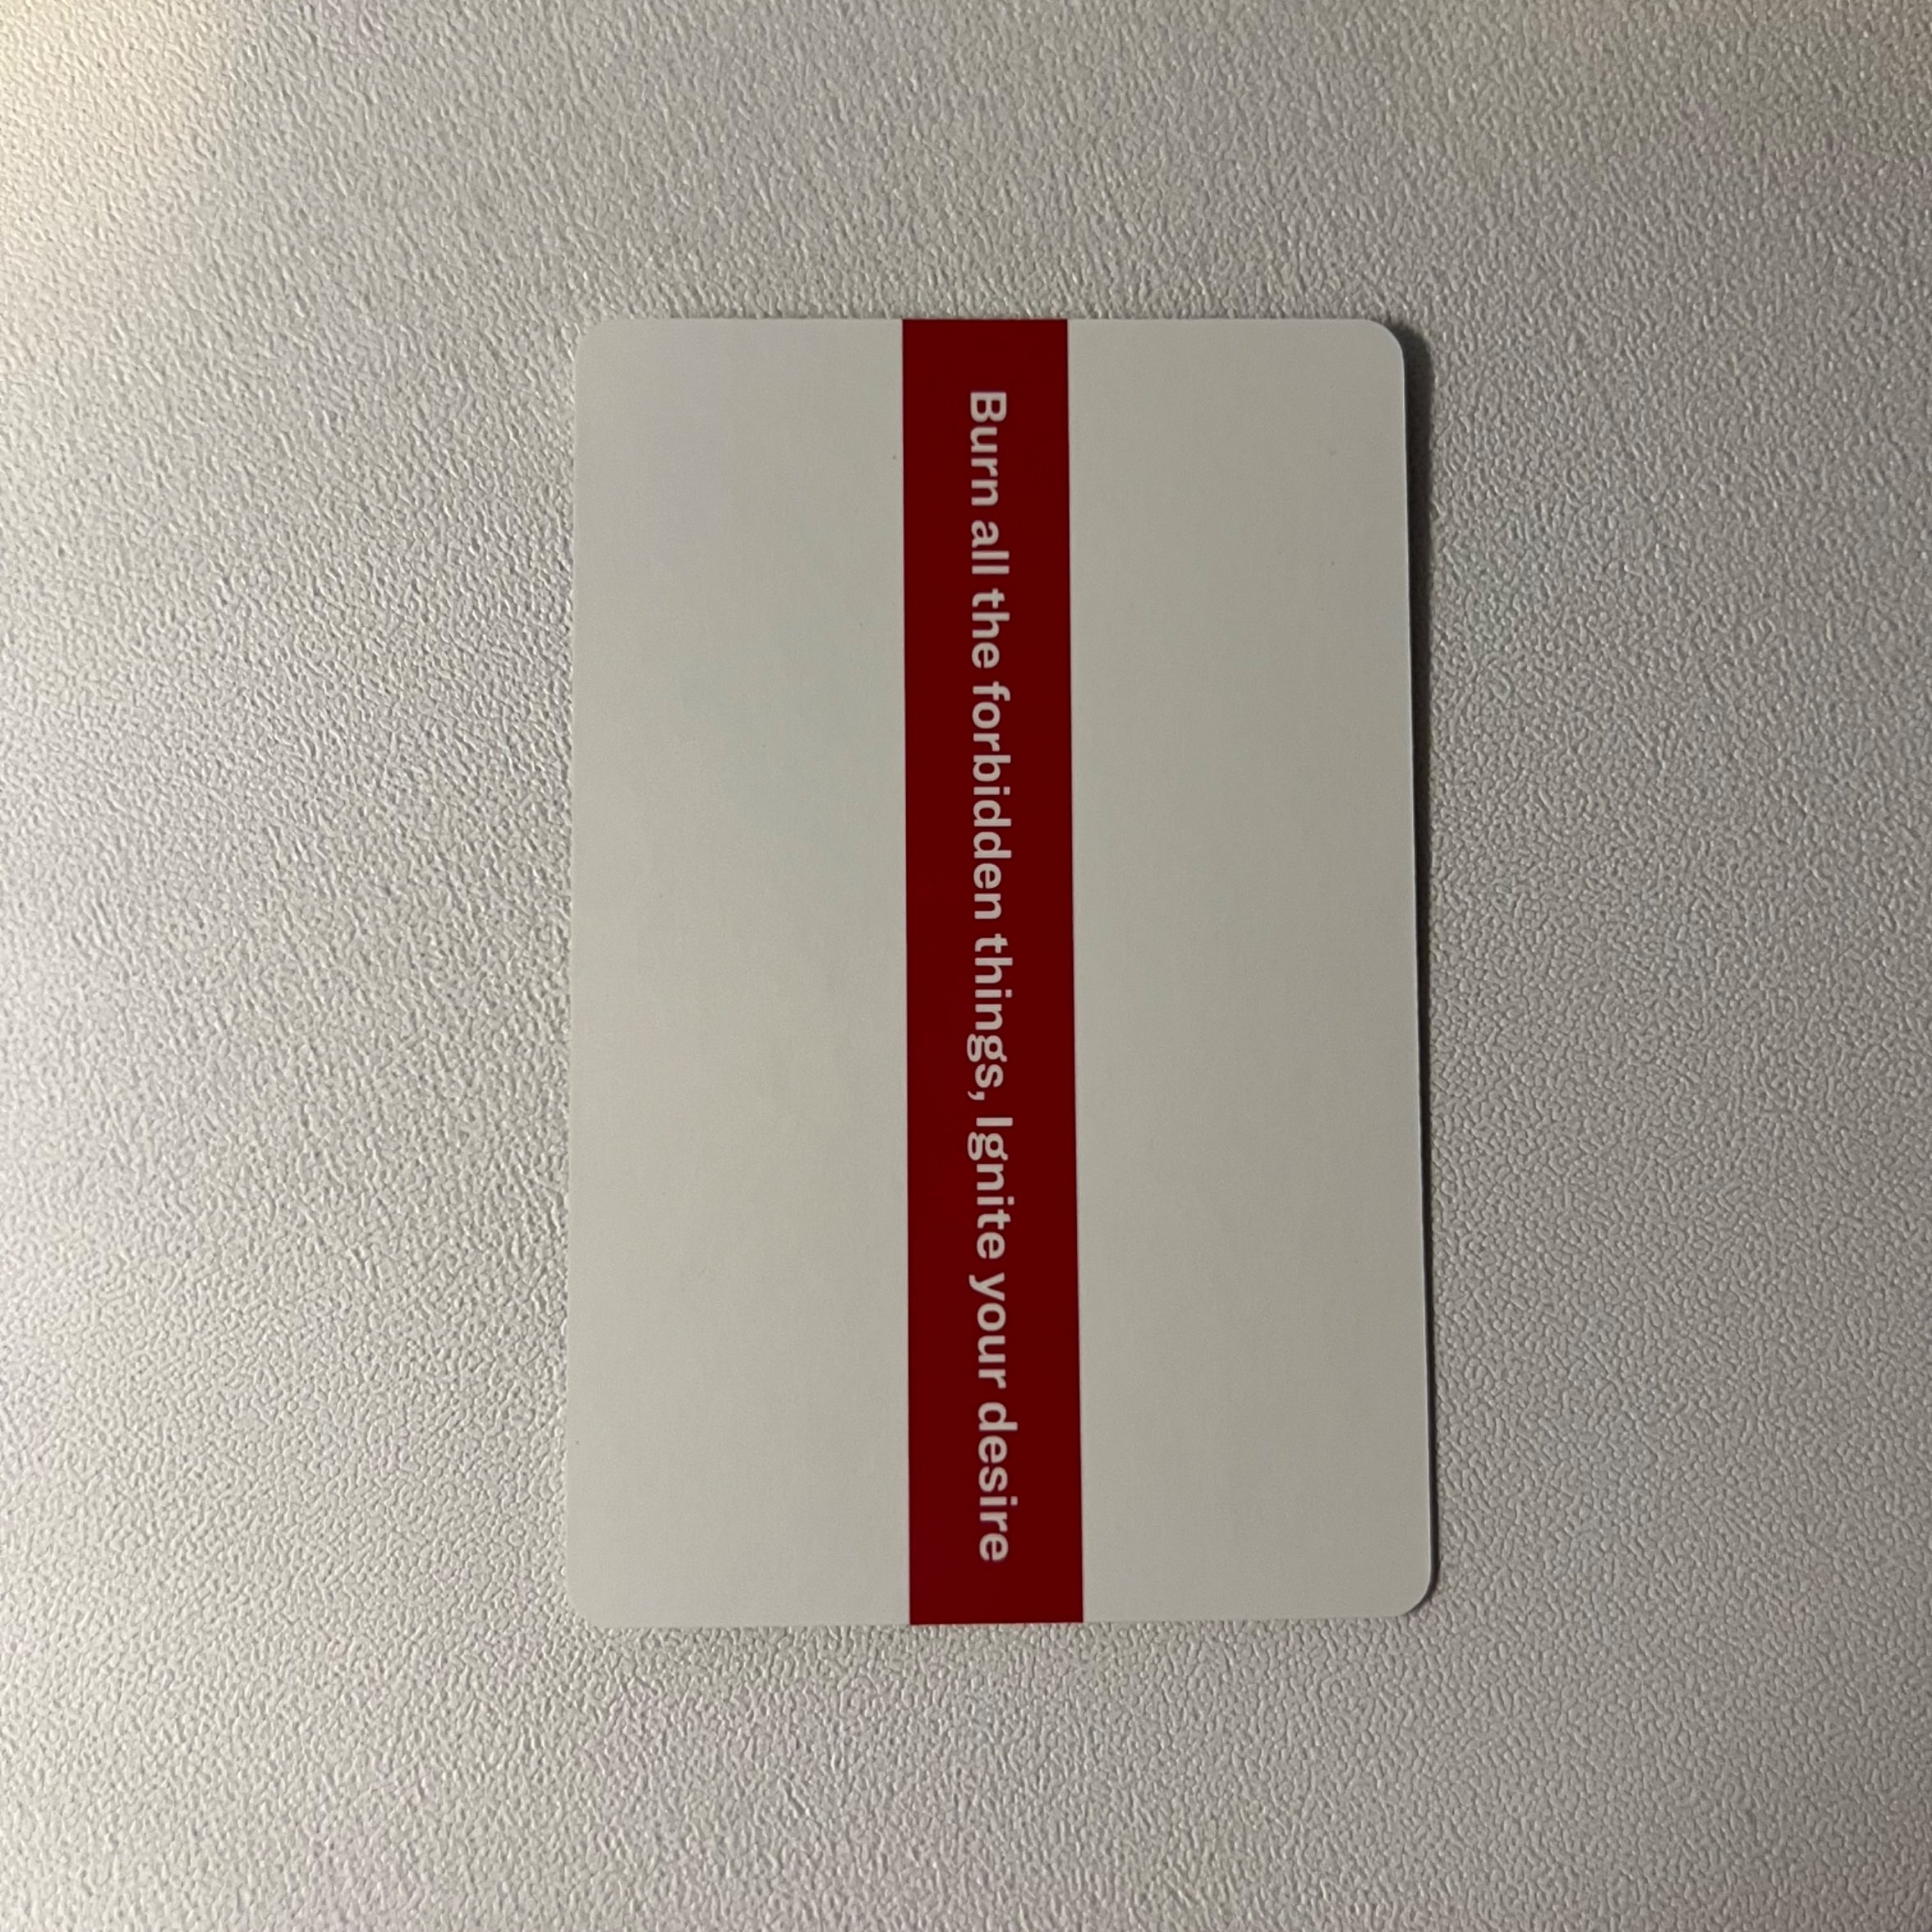 Burn all the forbidden things, Ignite your desire